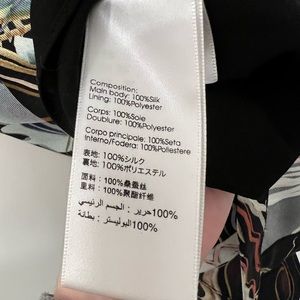 Composition:
Main body: 100%Silk
Lining: 100%Polyester
Corps: 100%Soie
Doublure: 100%Polyester
Corpo principale: 100%Seta
Interno/Fodera: 100%Poliestere
表地: 100%シルク
裏地: 100%ポリエステル
面料: 100%桑蚕丝
里料: 100%聚酯纤维
100%حرير : الجسم الرئيسي
100%البوليستر : بطانة